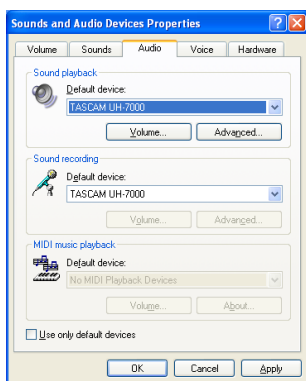 Sounds and Audio Devices Properties
Volume Sounds Audio Voice Hardware
Sound playback
Default device:
TASCAM UH-7000
Volume... Advanced...
Sound recording
Default device:
TASCAM UH-7000
Volume... Advanced...
MIDI music playback
Default device:
No MIDI Playback Devices
Volume... About...
Use only default devices
OK Cancel Apply